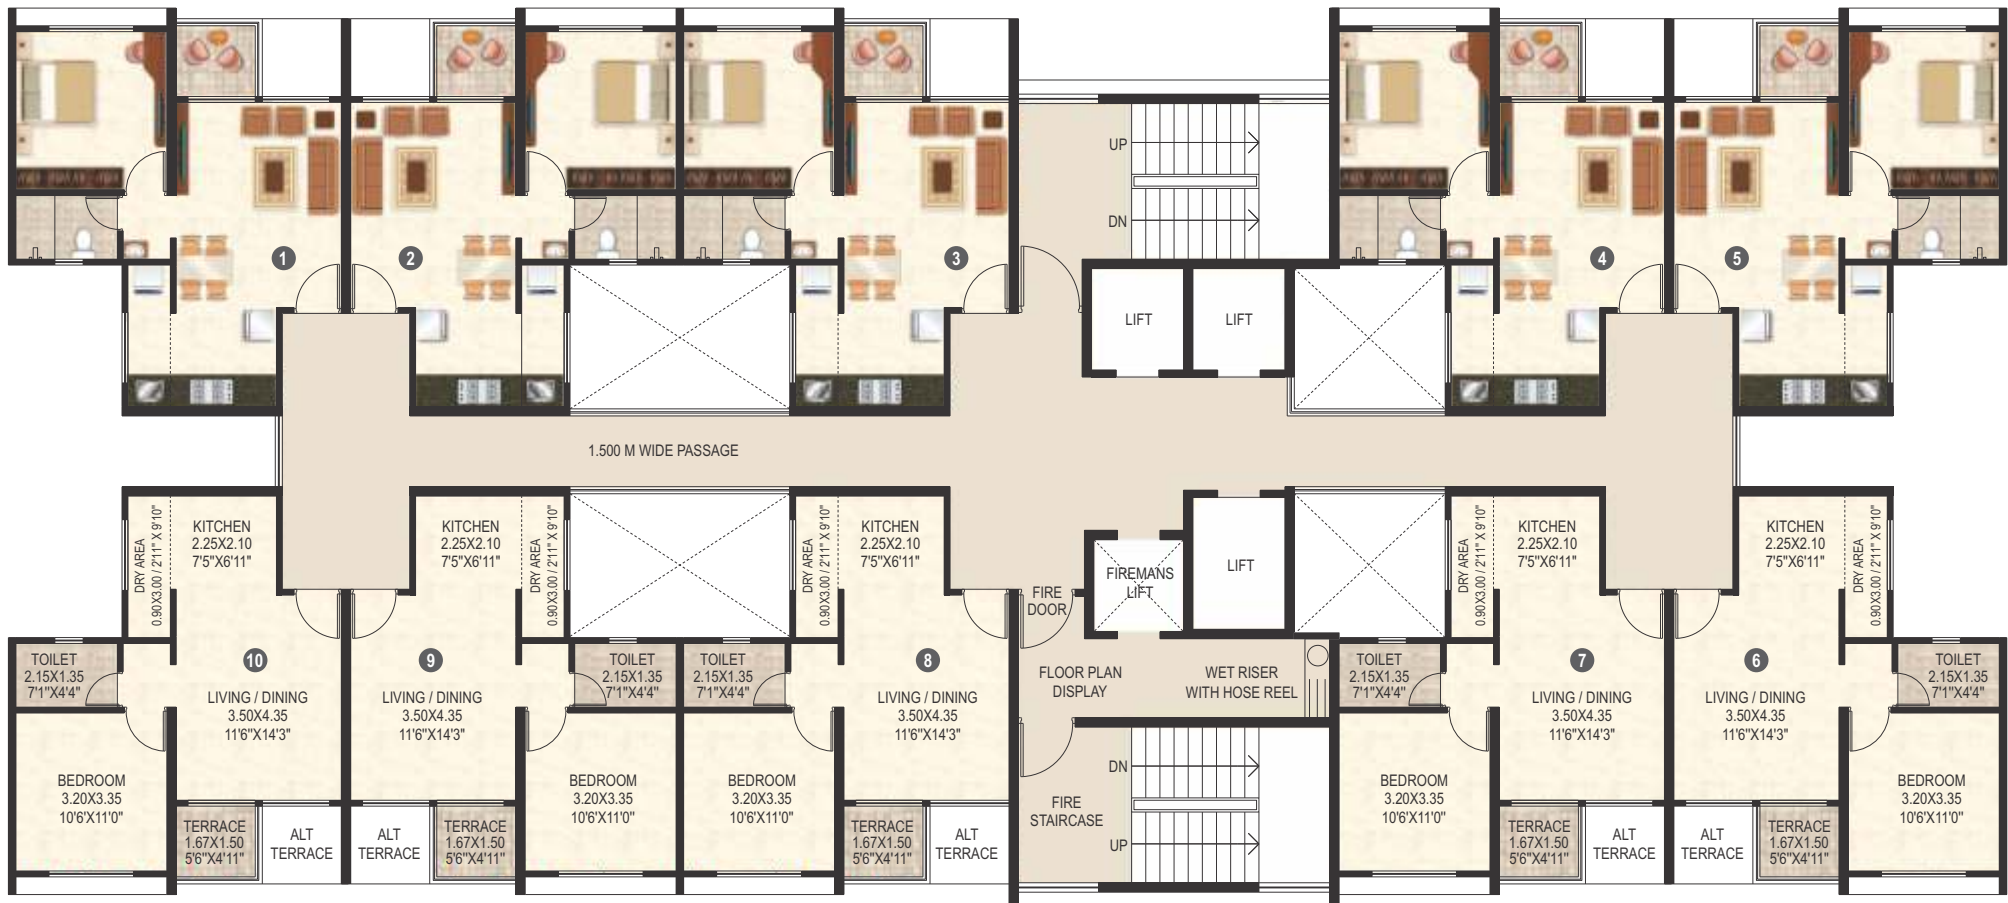 UP
DN
1
2
3
4
5
LIFT
LIFT
1.500 M WIDE PASSAGE
DRY AREA
0.90X3.00 / 2'11" X 9'10"
KITCHEN
2.25X2.10
7'5"X6'11"
TOILET
2.15X1.35
7'1"X4'4"
10
LIVING / DINING
3.50X4.35
11'6"X14'3"
BEDROOM
3.20X3.35
10'6'X11'0"
TERRACE
1.67X1.50
5'6"X4'11"
ALT
TERRACE
KITCHEN
2.25X2.10
7'5"X6'11"
DRY AREA
0.90X3.00 / 2'11" X 9'10"
9
LIVING / DINING
3.50X4.35
11'6"X14'3"
TOILET
2.15X1.35
7'1"X4'4"
ALT
TERRACE
TERRACE
1.67X1.50
5'6"X4'11"
BEDROOM
3.20X3.35
10'6'X11'0"
DRY AREA
0.90X3.00 / 2'11" X 9'10"
KITCHEN
2.25X2.10
7'5"X6'11"
TOILET
2.15X1.35
7'1"X4'4"
8
LIVING / DINING
3.50X4.35
11'6"X14'3"
BEDROOM
3.20X3.35
10'6'X11'0"
TERRACE
1.67X1.50
5'6"X4'11"
ALT
TERRACE
FIREMANS
LIFT
LIFT
FIRE
DOOR
FLOOR PLAN
DISPLAY
WET RISER
WITH HOSE REEL
DN
FIRE
STAIRCASE
UP
DRY AREA
0.90X3.00 / 2'11" X 9'10"
KITCHEN
2.25X2.10
7'5"X6'11"
TOILET
2.15X1.35
7'1"X4'4"
7
LIVING / DINING
3.50X4.35
11'6"X14'3"
BEDROOM
3.20X3.35
10'6'X11'0"
TERRACE
1.67X1.50
5'6"X4'11"
ALT
TERRACE
KITCHEN
2.25X2.10
7'5"X6'11"
DRY AREA
0.90X3.00 / 2'11" X 9'10"
6
LIVING / DINING
3.50X4.35
11'6"X14'3"
TOILET
2.15X1.35
7'1"X4'4"
ALT
TERRACE
TERRACE
1.67X1.50
5'6"X4'11"
BEDROOM
3.20X3.35
10'6'X11'0"